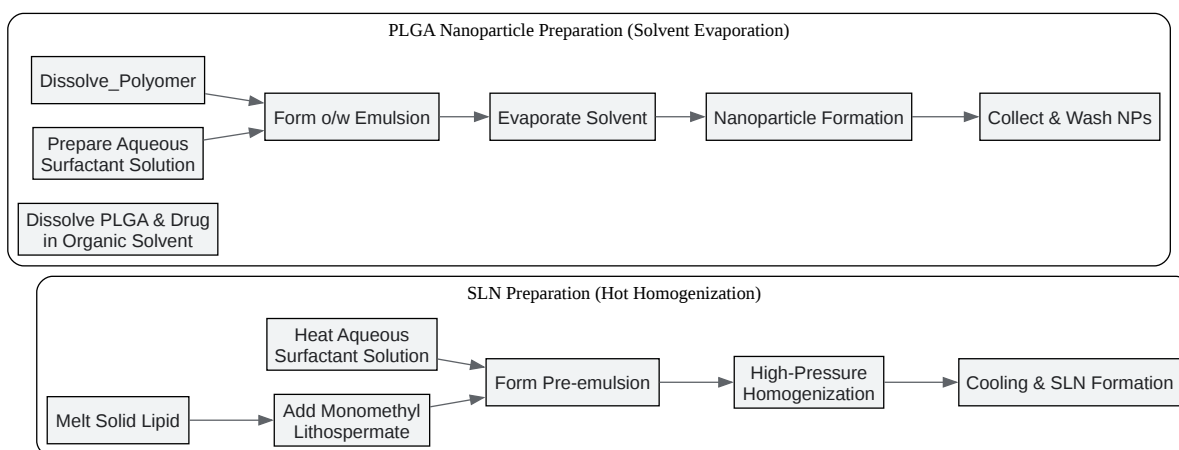 PLGA Nanoparticle Preparation (Solvent Evaporation)
Dissolve_Polyomer
Prepare Aqueous
Surfactant Solution
Form o/w Emulsion
Evaporate Solvent
Nanoparticle Formation
Collect & Wash NPs
Dissolve PLGA & Drug
in Organic Solvent
SLN Preparation (Hot Homogenization)
Heat Aqueous
Surfactant Solution
Melt Solid Lipid
Add Monomethyl
Lithospermate
Form Pre-emulsion
High-Pressure
Homogenization
Cooling & SLN Formation